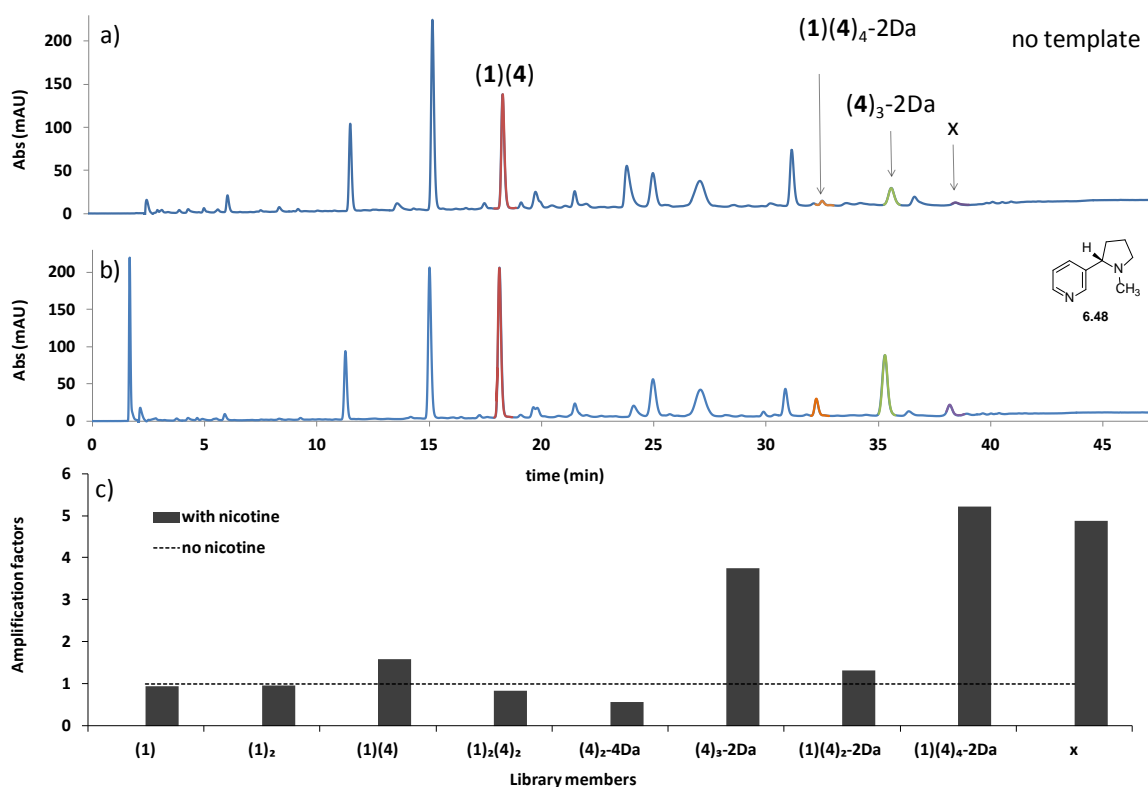 a)
(1)(4)₄-2Da
no template
(1)(4)
(4)₃-2Da
x
Abs (mAU)
200
150
100
50
0
b)
H
N
CH₃
N
6.48
Abs (mAU)
200
150
100
50
0
0 5 10 15 20 25 30 35 40 45
time (min)
c)
Amplification factors
6
5
4
3
2
1
0
with nicotine
no nicotine
(1) (1)₂ (1)(4) (1)₂(4)₂ (4)₂-4Da (4)₃-2Da (1)(4)₂-2Da (1)(4)₄-2Da x
Library members